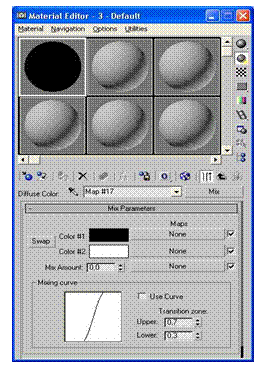 Material Editor - 3 - Default
Material Navigation Options Utilities
Diffuse Color: Map #17 Mix
Mix Parameters
Maps
Swap Color #1 None
Color #2 None
Mix Amount: 0,0 None
Mixing curve
Use Curve
Transition zone:
Upper: 0,7
Lower: 0,3